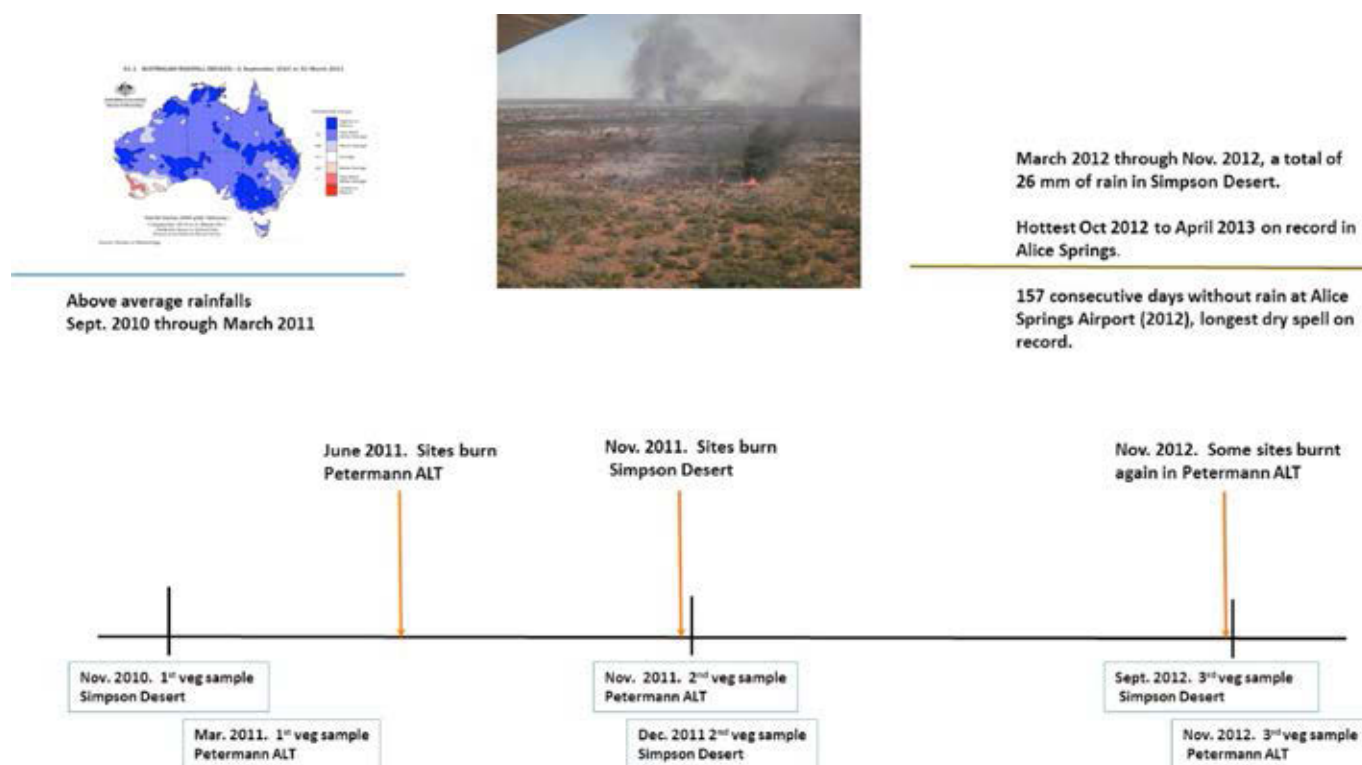 Above average rainfalls
Sept. 2010 through March 2011
March 2012 through Nov. 2012, a total of
26 mm of rain in Simpson Desert.
Hottest Oct 2012 to April 2013 on record in
Alice Springs.
157 consecutive days without rain at Alice
Springs Airport (2012), longest dry spell on
record.
June 2011. Sites burn
Petermann ALT
Nov. 2011. Sites burn
Simpson Desert
Nov. 2012. Some sites burnt
again in Petermann ALT
Nov. 2010. 1st veg sample
Simpson Desert
Mar. 2011. 1st veg sample
Petermann ALT
Nov. 2011. 2nd veg sample
Petermann ALT
Dec. 2011 2nd veg sample
Simpson Desert
Sept. 2012. 3rd veg sample
Simpson Desert
Nov. 2012. 3rd veg sample
Petermann ALT